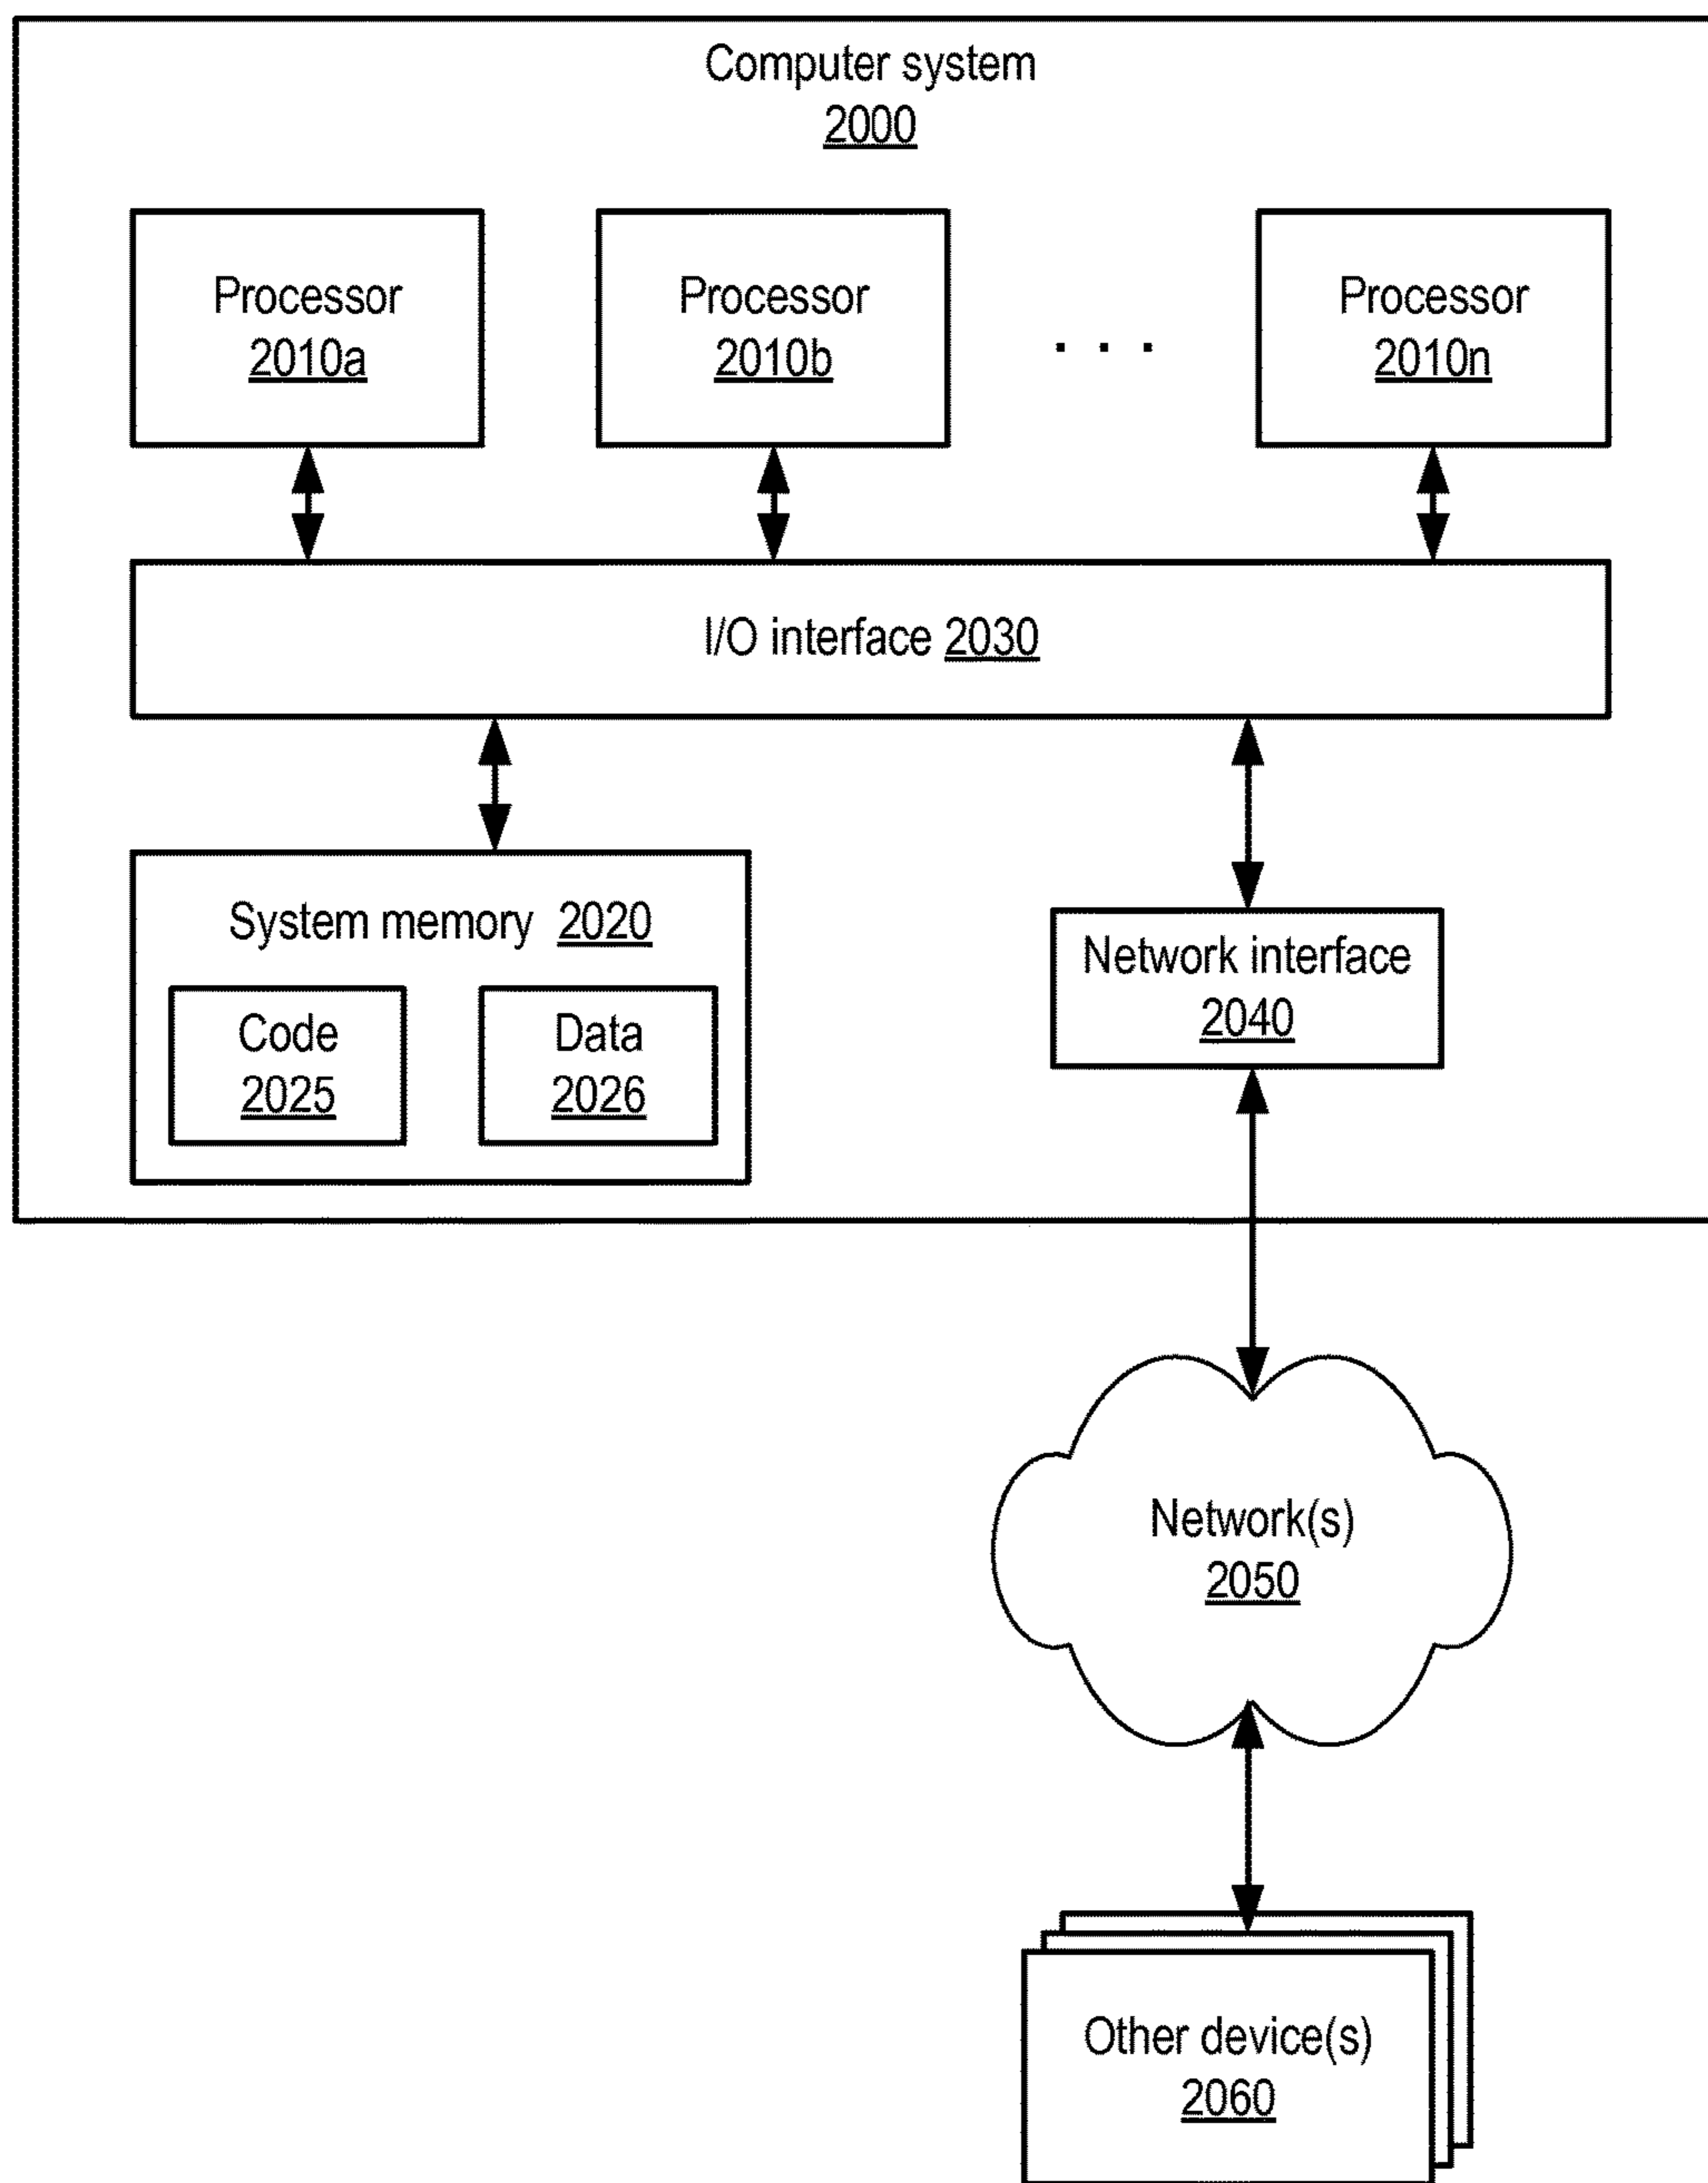 Computer system
2000
Processor
2010a
Processor
2010b
. . .
Processor
2010n
I/O interface 2030
System memory 2020
Code
2025
Data
2026
Network interface
2040
Network(s)
2050
Other device(s)
2060